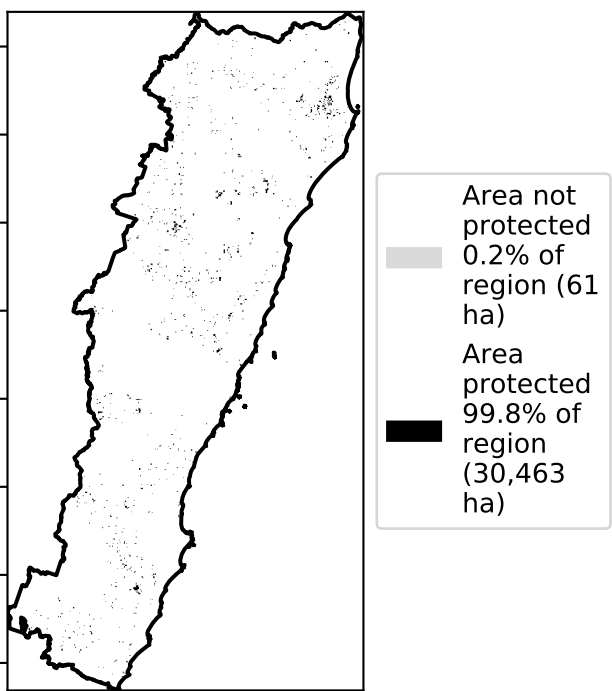 Area not
protected
0.2% of
region (61
ha)
Area
protected
99.8% of
region
(30,463
ha)